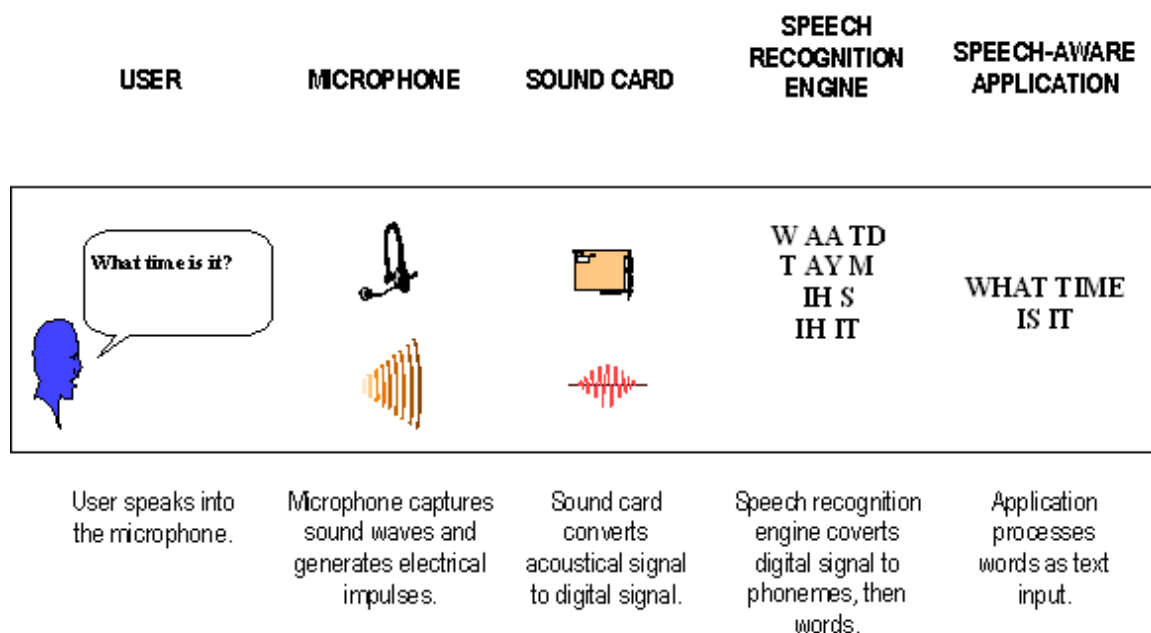 USER
MICROPHONE
SOUND CARD
SPEECH
RECOGNITION
ENGINE
SPEECH-AWARE
APPLICATION
What time is it?
W AA TD
T AY M
IH S
IH IT
WHAT TIME
IS IT
User speaks into
the microphone.
Microphone captures
sound waves and
generates electrical
impulses.
Sound card
converts
acoustical signal
to digital signal.
Speech recognition
engine coverts
digital signal to
phonemes, then
words.
Application
processes
words as text
input.